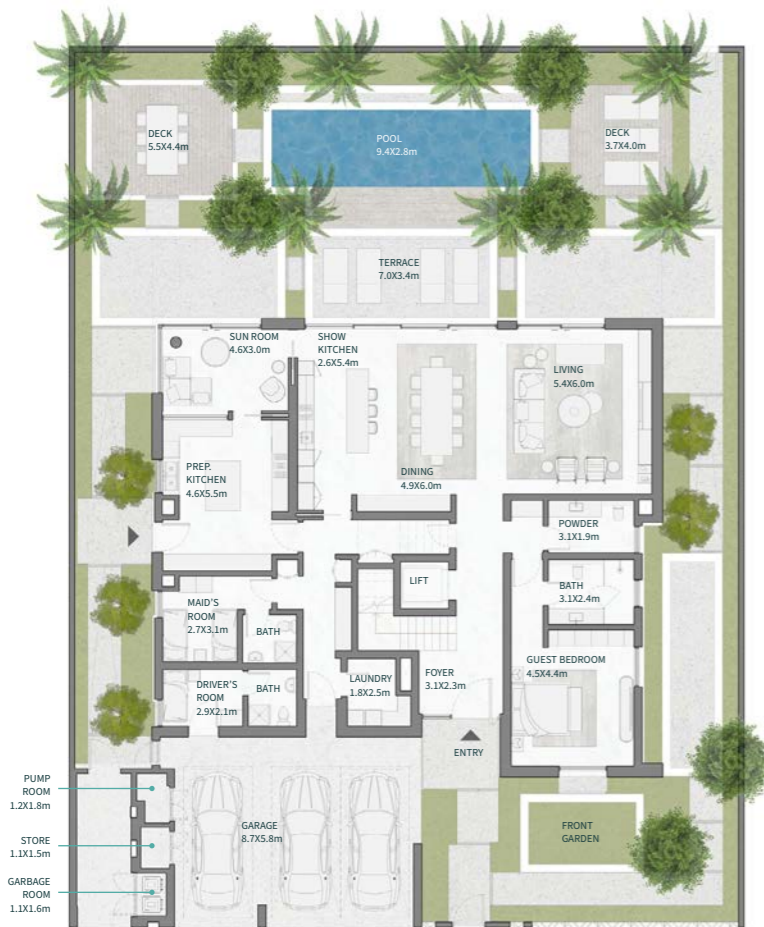 DECK
5.5X4.4m
POOL
9.4X2.8m
DECK
3.7X4.0m
TERRACE
7.0X3.4m
SUN ROOM
4.6X3.0m
SHOW
KITCHEN
2.6X5.4m
LIVING
5.4X6.0m
PREP.
KITCHEN
4.6X5.5m
DINING
4.9X6.0m
POWDER
3.1X1.9m
LIFT
BATH
3.1X2.4m
MAID'S
ROOM
2.7X3.1m
BATH
GUEST BEDROOM
4.5X4.4m
FOYER
3.1X2.3m
LAUNDRY
1.8X2.5m
DRIVER'S
ROOM
2.9X2.1m
BATH
ENTRY
PUMP
ROOM
1.2X1.8m
STORE
1.1X1.5m
GARBAGE
ROOM
1.1X1.6m
GARAGE
8.7X5.8m
FRONT
GARDEN